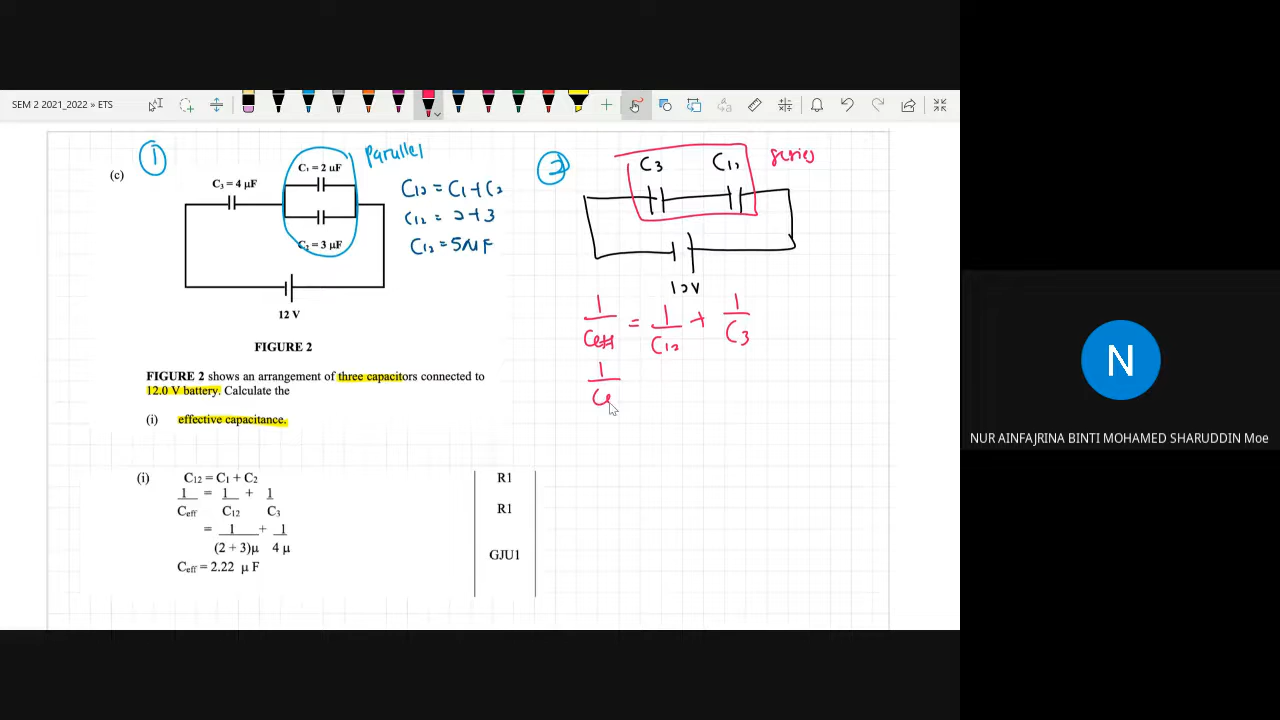 SEM 2 2021_2022 » ETS
1
(c)
C₃ = 4 µF
C₁ = 2 uF
C₂ = 3 µF
12 V
FIGURE 2
Parallel
C₁₂ = C₁ + C₂
C₁₂ = 2 + 3
C₁₂ = 5 µF
FIGURE 2 shows an arrangement of three capacitors connected to
12.0 V battery. Calculate the
(i) effective capacitance.
(i) C₁₂ = C₁ + C₂ R1
1 = 1 + 1
Ceff C₁₂ C₃ R1
= 1 + 1
(2 + 3)µ 4 µ GJU1
Ceff = 2.22 µ F
2
C₃ C₁₂ series
12V
1 = 1 + 1
Ceff C₁₂ C₃
1
Ce
N
NUR AINFAJRINA BINTI MOHAMED SHARUDDIN Moe